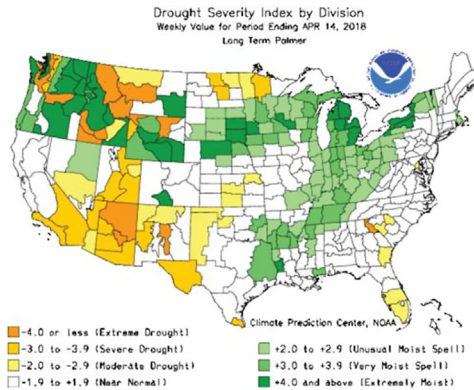 Drought Severity Index by Division
Weekly Value for Period Ending APR 14, 2018
Long Term Palmer
Climate Prediction Center, NOAA
-4.0 or less (Extreme Drought)
-3.0 to -3.9 (Severe Drought)
-2.0 to -2.9 (Moderate Drought)
-1.9 to +1.9 (Near Normal)
+2.0 to +2.9 (Unusual Moist Spell)
+3.0 to +3.9 (Very Moist Spell)
+4.0 and above (Extremely Moist)